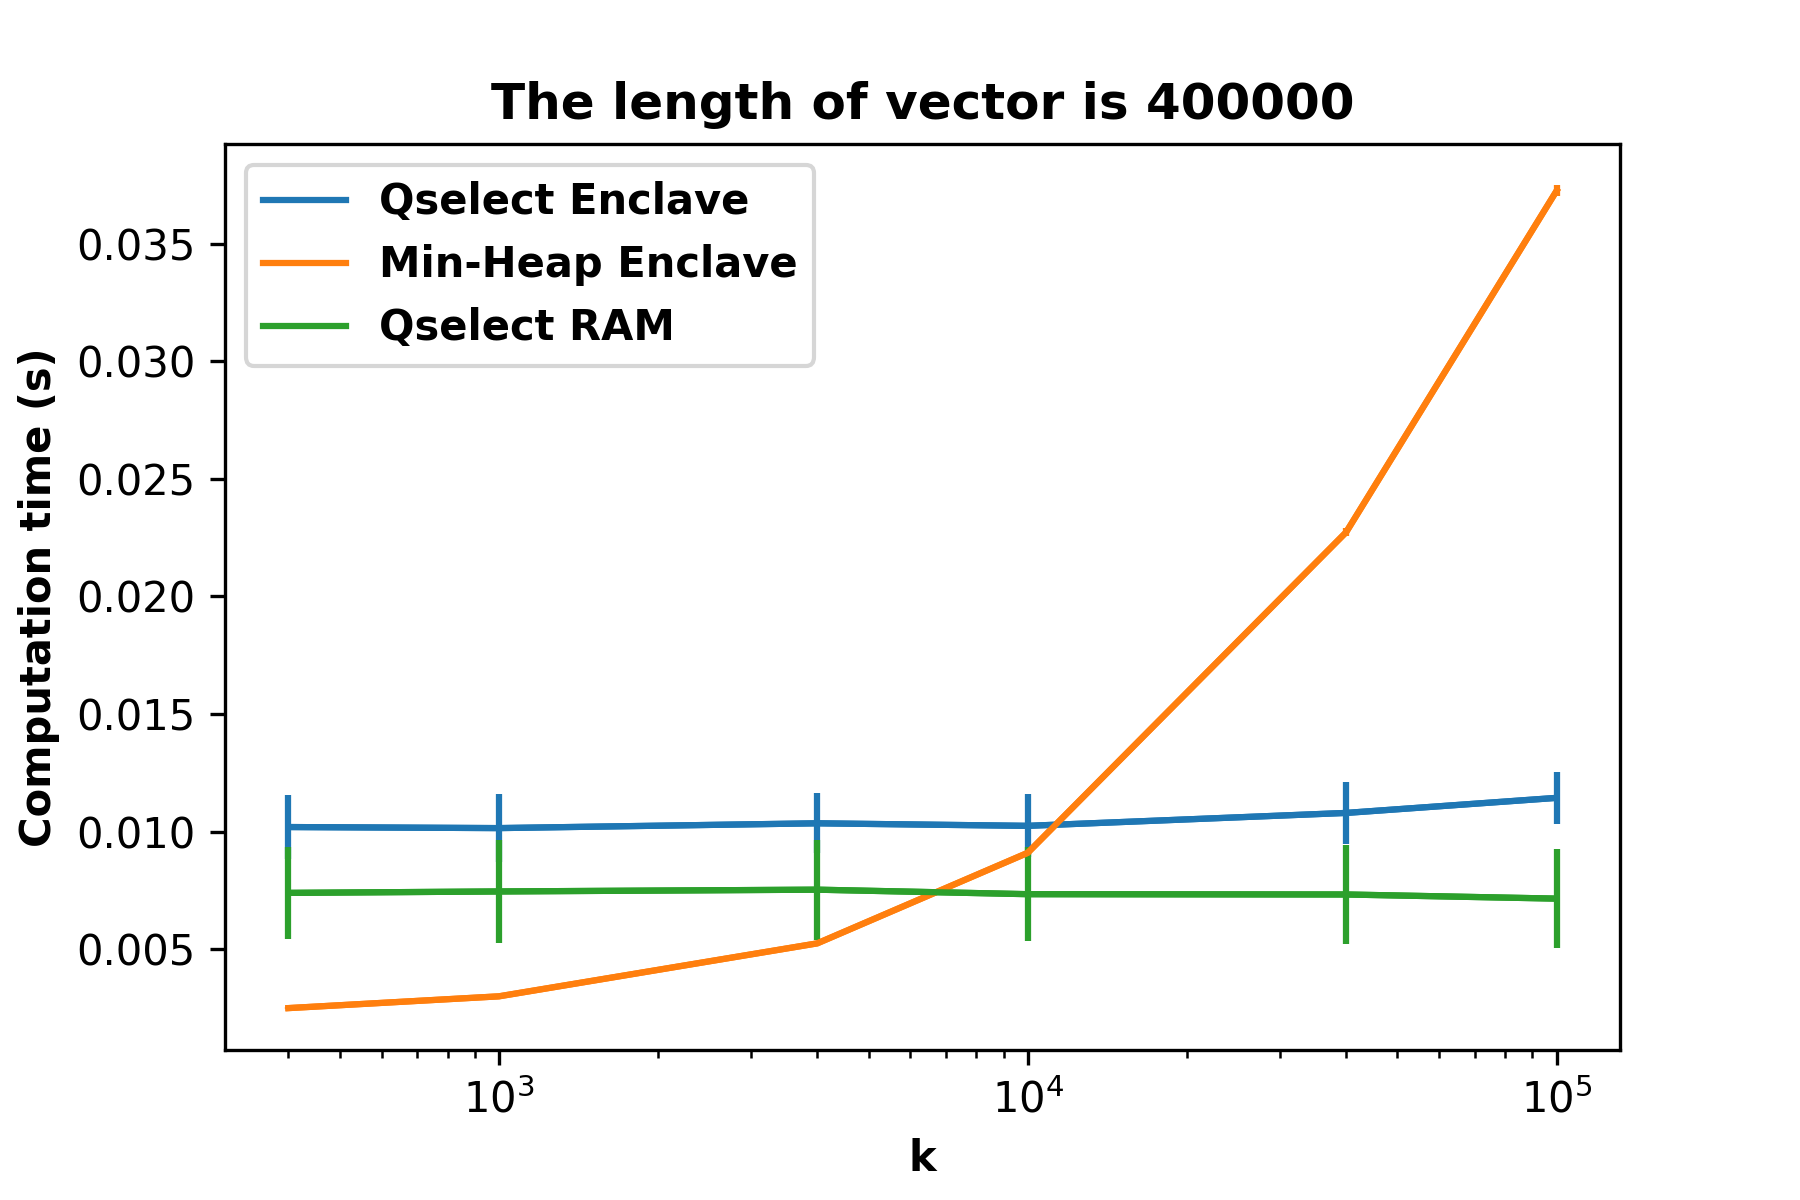 The length of vector is 400000
Qselect Enclave
Min-Heap Enclave
Qselect RAM
Computation time (s)
0.035
0.030
0.025
0.020
0.015
0.010
0.005
10³
10⁴
10⁵
k